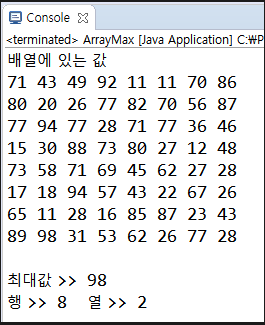 Console
<terminated> ArrayMax [Java Application] C:₩P
배열에 있는 값
71 43 49 92 11 11 70 86
80 20 26 77 82 70 56 87
77 94 77 28 71 77 36 46
15 30 88 73 80 27 12 48
73 58 71 69 45 62 27 28
17 18 94 57 43 22 67 26
65 11 28 16 85 87 23 43
89 98 31 53 62 26 77 28
최대값 >> 98
행 >> 8 열 >> 2